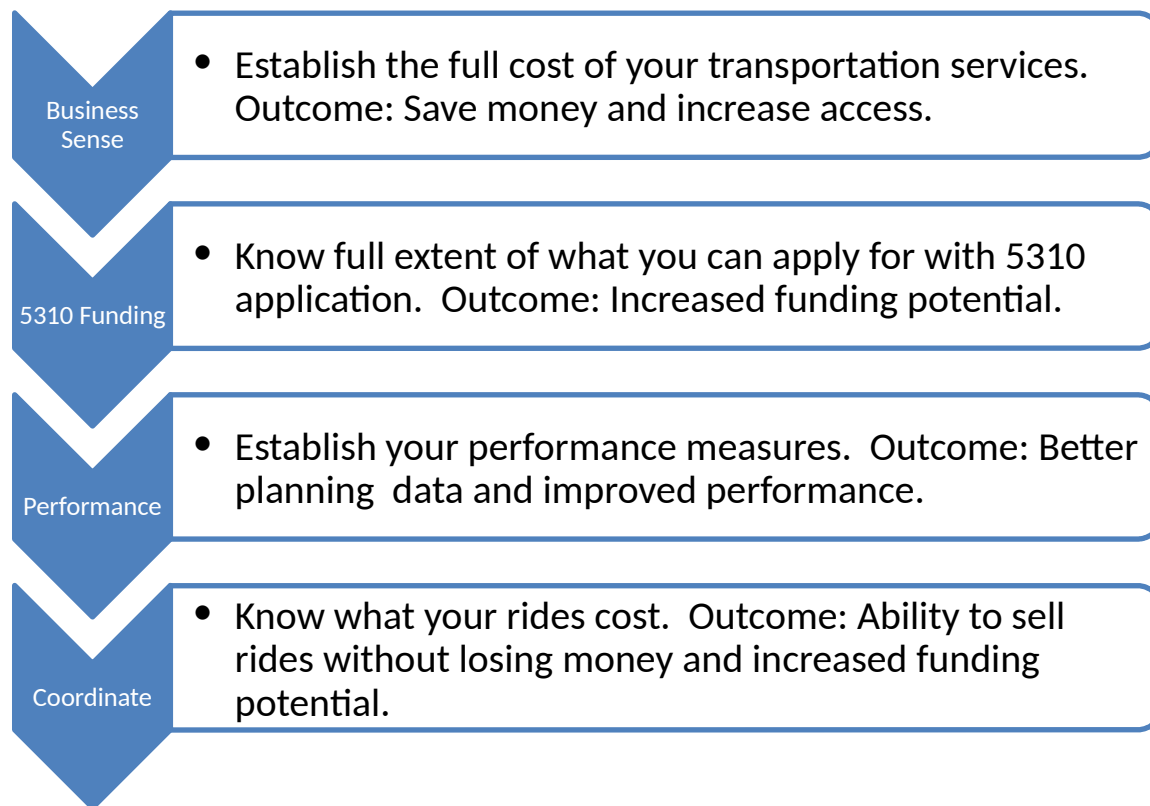 Business
Sense
• Establish the full cost of your transportation services.
Outcome: Save money and increase access.
5310 Funding
• Know full extent of what you can apply for with 5310
application.  Outcome: Increased funding potential.
Performance
• Establish your performance measures.  Outcome: Better
planning  data and improved performance.
Coordinate
• Know what your rides cost.  Outcome: Ability to sell
rides without losing money and increased funding
potential.